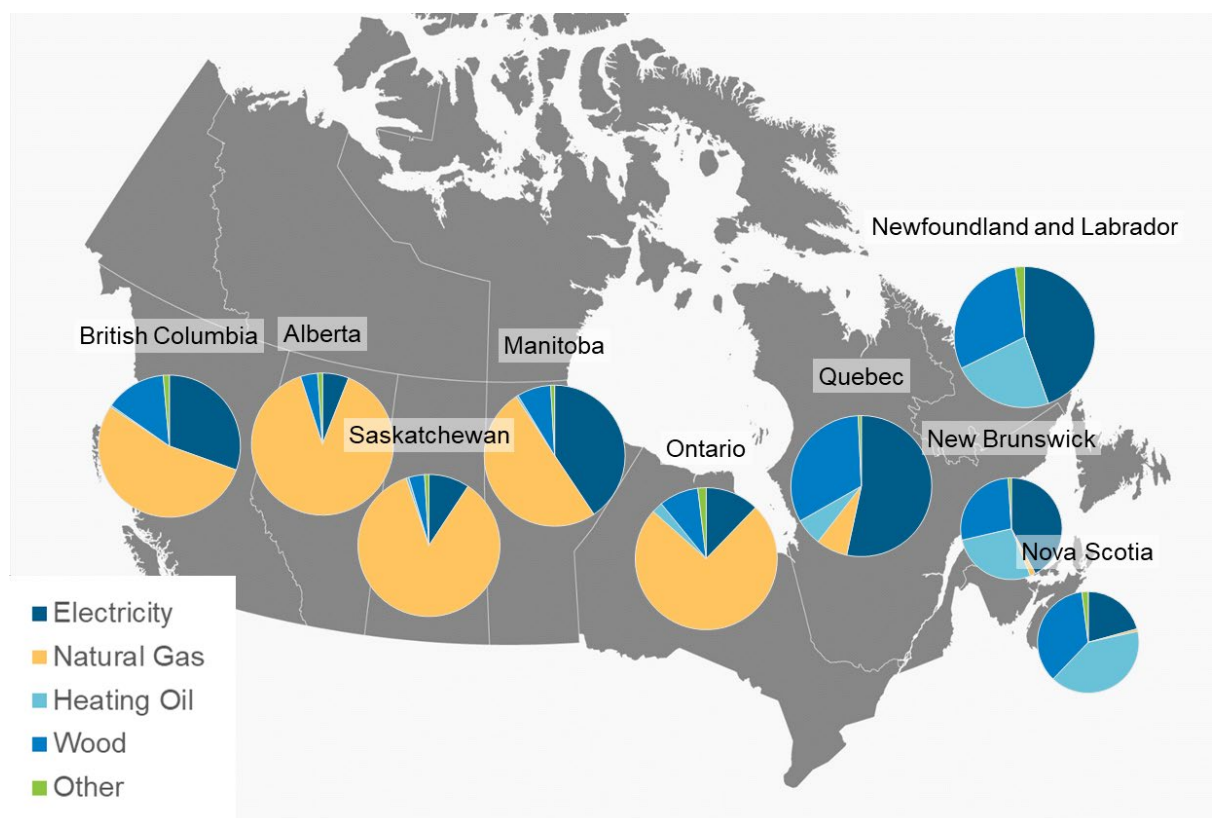 Newfoundland and Labrador
British Columbia
Alberta
Manitoba
Quebec
Saskatchewan
Ontario
New Brunswick
Nova Scotia
Electricity
Natural Gas
Heating Oil
Wood
Other